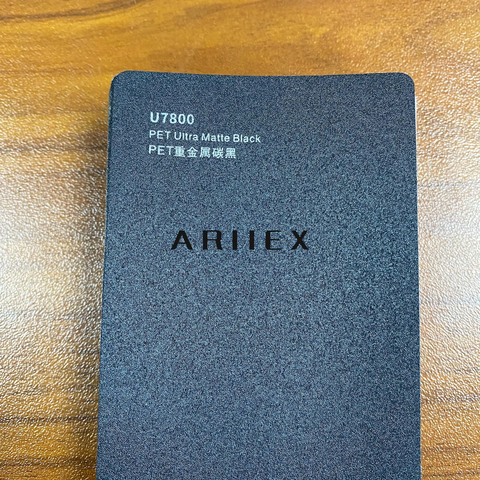 U7800
PET Ultra Matte Black
PET重金属碳黑
ARIIEX